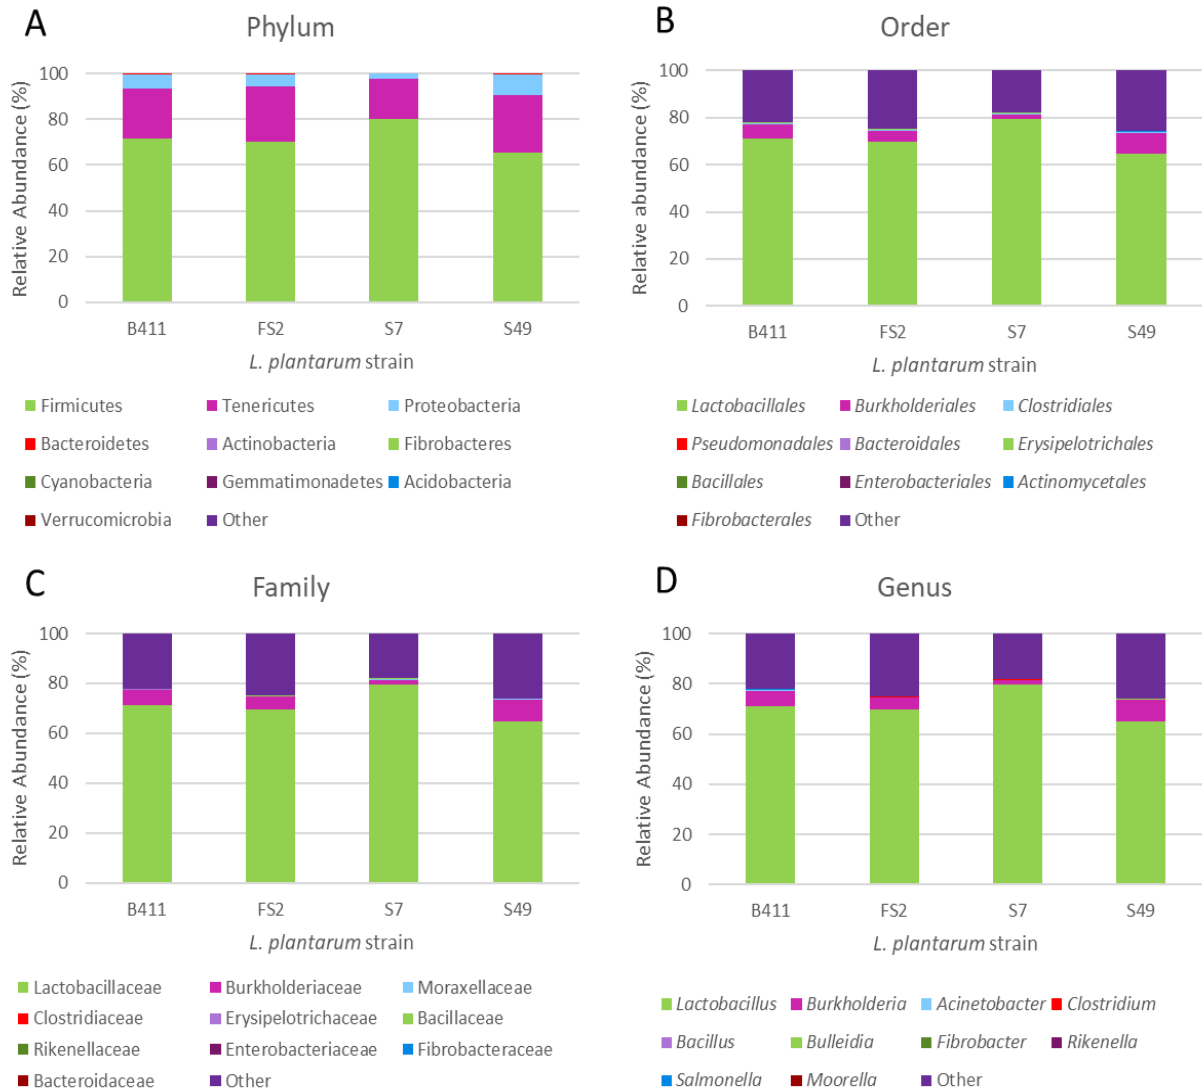 A
Phylum
Relative Abundance (%)
100
80
60
40
20
0
B411 FS2 S7 S49
L. plantarum strain
Firmicutes Tenericutes Proteobacteria
Bacteroidetes Actinobacteria Fibrobacteres
Cyanobacteria Gemmatimonadetes Acidobacteria
Verrucomicrobia Other
B
Order
Relative abundance (%)
100
80
60
40
20
0
B411 FS2 S7 S49
L. plantarum strain
Lactobacillales Burkholderiales Clostridiales
Pseudomonadales Bacteroidales Erysipelotrichales
Bacillales Enterobacteriales Actinomycetales
Fibrobacterales Other
C
Family
Relative Abundance (%)
100
80
60
40
20
0
B411 FS2 S7 S49
L. plantarum strain
Lactobacillaceae Burkholderiaceae Moraxellaceae
Clostridiaceae Erysipelotrichaceae Bacillaceae
Rikenellaceae Enterobacteriaceae Fibrobacteraceae
Bacteroidaceae Other
D
Genus
Relative Abundance (%)
100
80
60
40
20
0
B411 FS2 S7 S49
L. plantarum strain
Lactobacillus Burkholderia Acinetobacter Clostridium
Bacillus Bulleidia Fibrobacter Rikenella
Salmonella Moorella Other